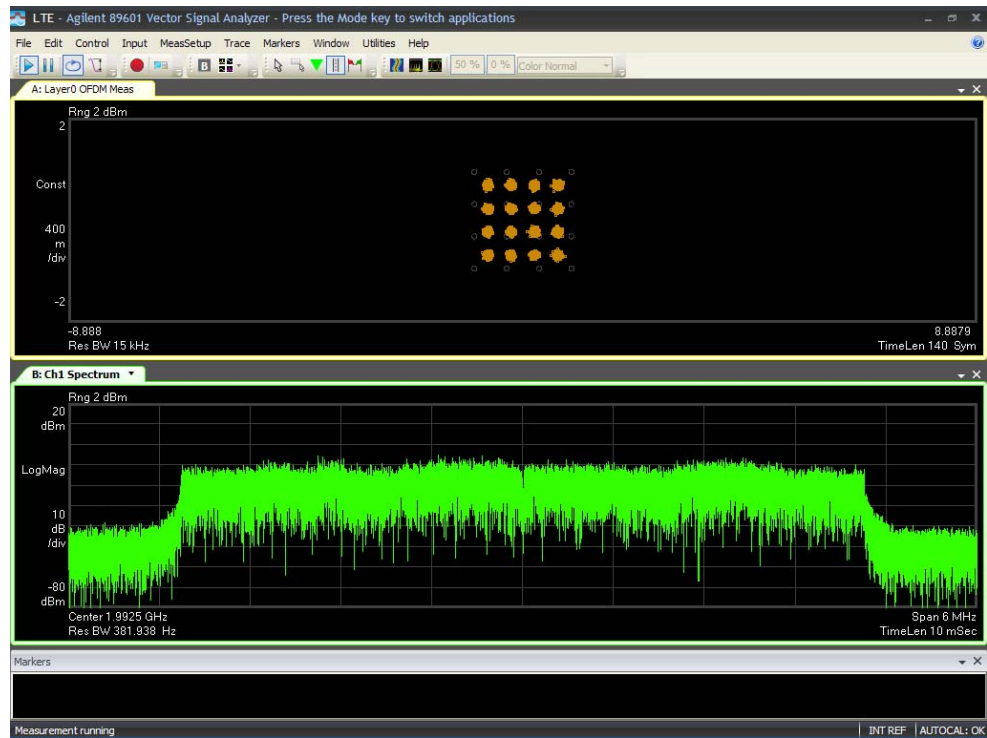 LTE - Agilent 89601 Vector Signal Analyzer - Press the Mode key to switch applications
File Edit Control Input MeasSetup Trace Markers Window Utilities Help
B 50 % 0 % Color Normal
A: Layer0 OFDM Meas
Rng 2 dBm
2
Const
400
m
/div
-2
-8.888 8.8879
Res BW 15 kHz TimeLen 140 Sym
B: Ch1 Spectrum
Rng 2 dBm
20
dBm
LogMag
10
dB
/div
-80
dBm
Center 1.9925 GHz Span 6 MHz
Res BW 381.938 Hz TimeLen 10 mSec
Markers
Measurement running INT REF AUTOCAL: OK